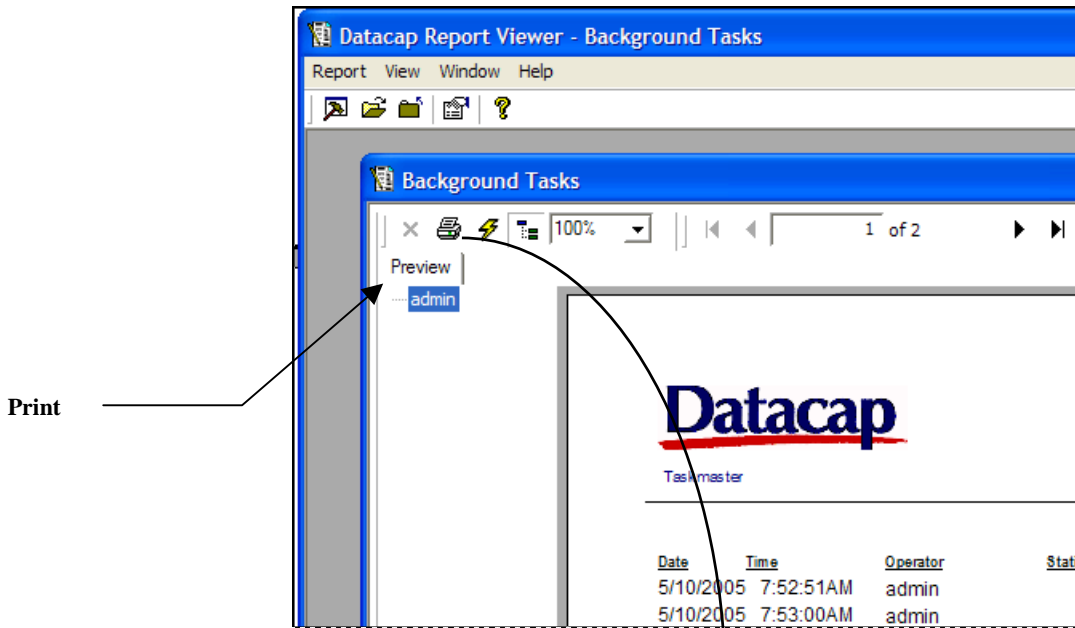 Datacap Report Viewer - Background Tasks
Report View Window Help
Background Tasks
100%
1 of 2
Preview
admin
Print
Datacap
Taskmaster
Date Time Operator Stati
5/10/2005 7:52:51AM admin
5/10/2005 7:53:00AM admin